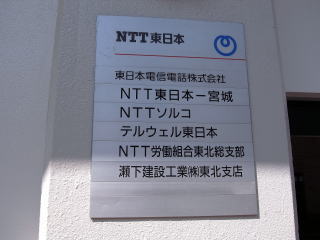 NTT東日本
東日本電信電話株式会社
NTT東日本－宮城
NTTソルコ
テルウェル東日本
NTT労働組合東北総支部
瀬下建設工業㈱東北支店